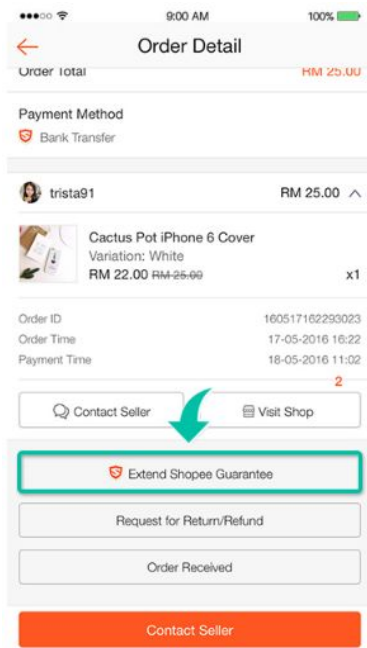 9:00 AM 100%
Order Detail
Order Total RM 25.00
Payment Method
Bank Transfer
trista91 RM 25.00
Cactus Pot iPhone 6 Cover
Variation: White
RM 22.00 RM 25.00 x1
Order ID 160517162293023
Order Time 17-05-2016 16:22
Payment Time 18-05-2016 11:02
2
Contact Seller Visit Shop
Extend Shopee Guarantee
Request for Return/Refund
Order Received
Contact Seller